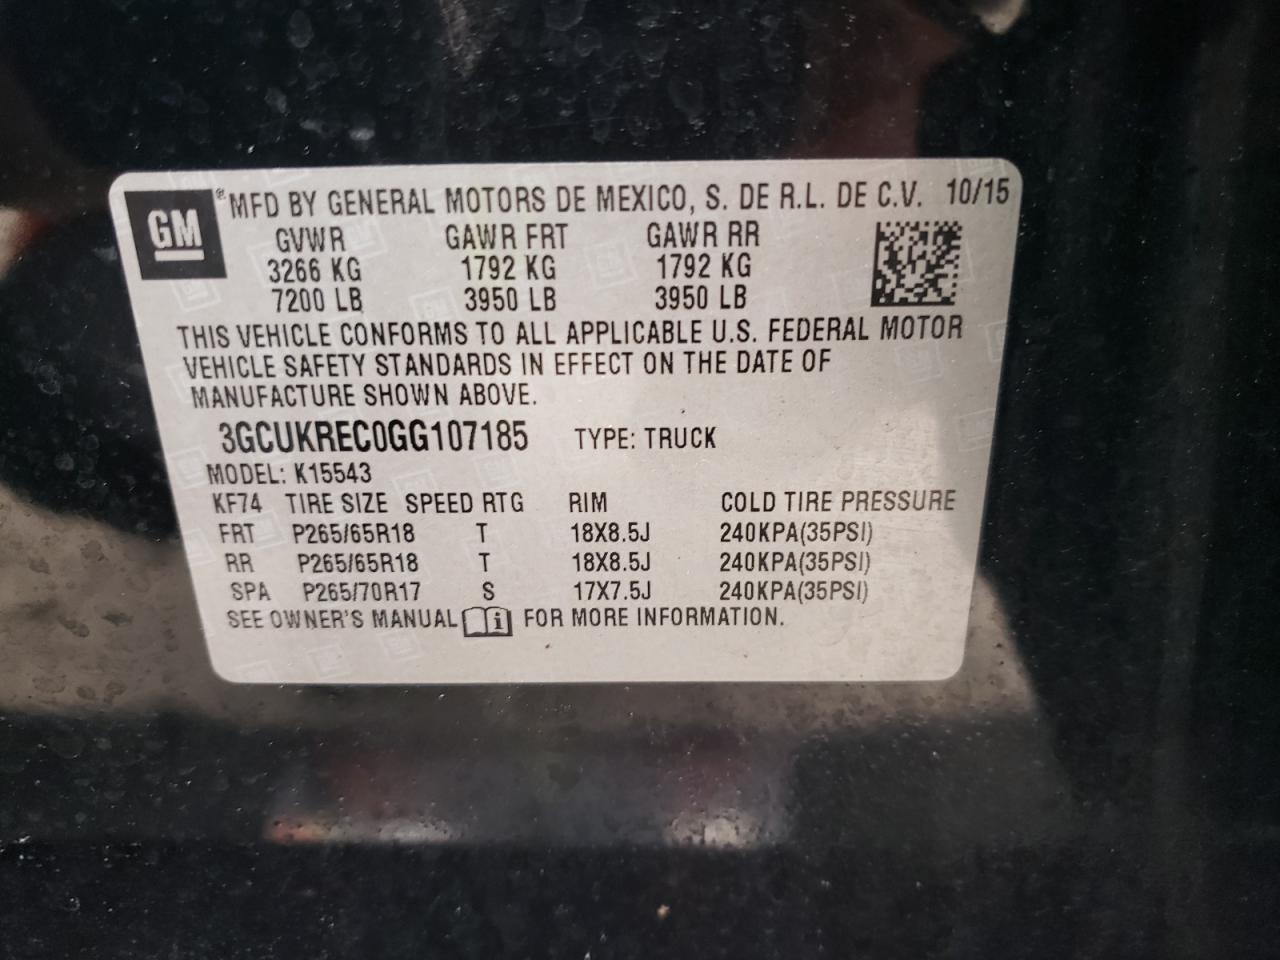 GM
® MFD BY GENERAL MOTORS DE MEXICO, S. DE R.L. DE C.V. 10/15
GVWR GAWR FRT GAWR RR
3266 KG 1792 KG 1792 KG
7200 LB 3950 LB 3950 LB
THIS VEHICLE CONFORMS TO ALL APPLICABLE U.S. FEDERAL MOTOR
VEHICLE SAFETY STANDARDS IN EFFECT ON THE DATE OF
MANUFACTURE SHOWN ABOVE.
3GCUKREC0GG107185 TYPE: TRUCK
MODEL: K15543
KF74 TIRE SIZE SPEED RTG RIM COLD TIRE PRESSURE
FRT P265/65R18 T 18X8.5J 240KPA(35PSI)
RR P265/65R18 T 18X8.5J 240KPA(35PSI)
SPA P265/70R17 S 17X7.5J 240KPA(35PSI)
SEE OWNER'S MANUAL i FOR MORE INFORMATION.